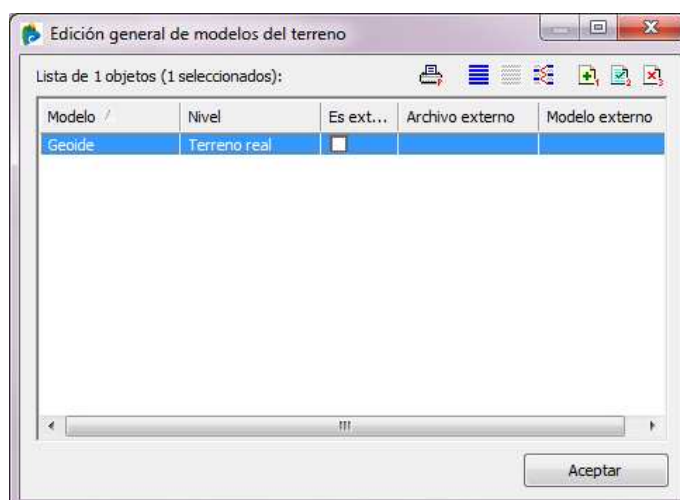 Edición general de modelos del terreno
Lista de 1 objetos (1 seleccionados):
Modelo Nivel Es ext... Archivo externo Modelo externo
Geoide Terreno real
Aceptar